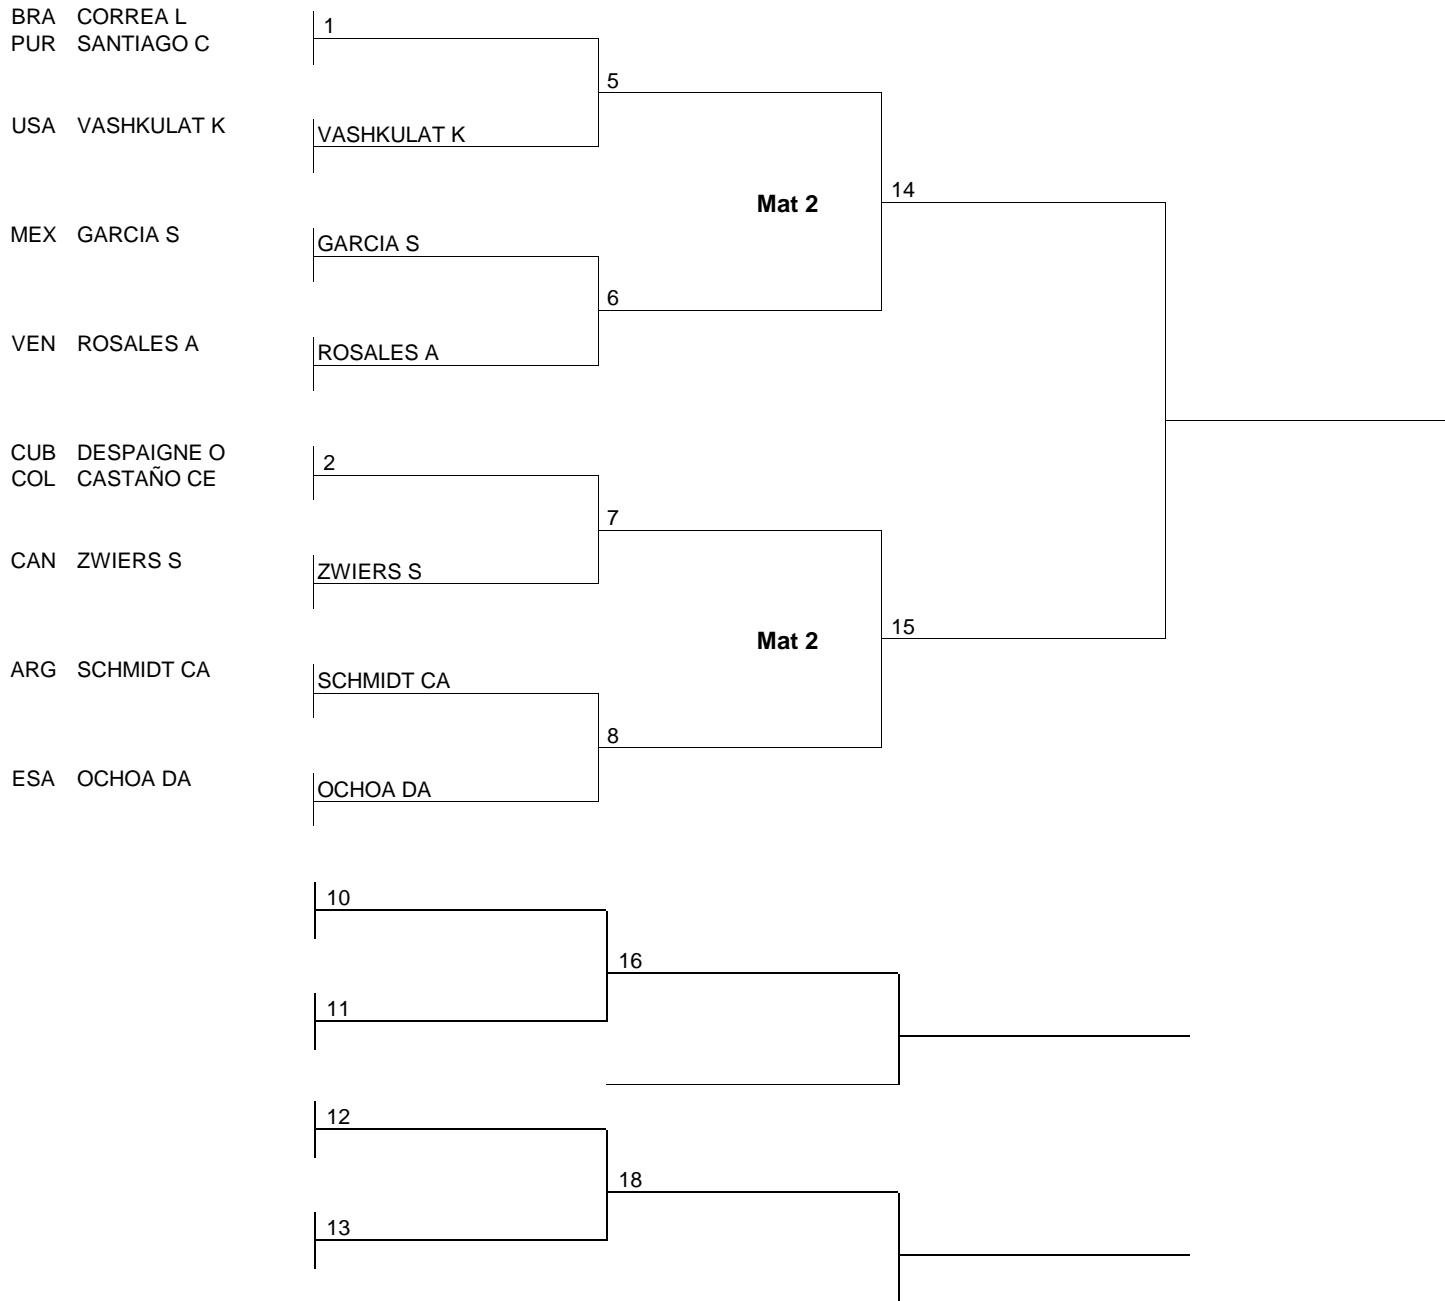 BRA CORREA L
PUR SANTIAGO C
1
5
USA VASHKULAT K
VASHKULAT K
Mat 2
14
MEX GARCIA S
GARCIA S
6
VEN ROSALES A
ROSALES A
CUB DESPAIGNE O
COL CASTAÑO CE
2
7
CAN ZWIERS S
ZWIERS S
Mat 2
15
ARG SCHMIDT CA
SCHMIDT CA
8
ESA OCHOA DA
OCHOA DA
10
16
11
12
18
13